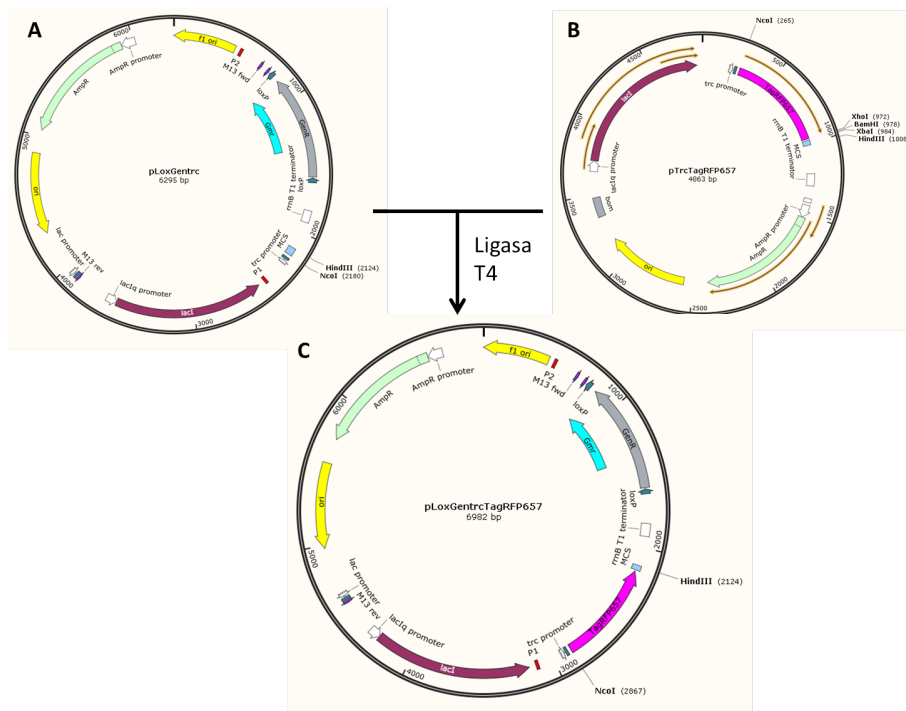 A
6000
f1 ori
P2
M13 fwd
loxP
1000
GenR
Gmr
AmpR promoter
AmpR
5000
ori
pLoxGentrc
6295 bp
loxP
rrnB T1 terminator
2000
MCS
trc promoter
HindIII (2124)
NcoI (2180)
P1
lac promoter
M13 rev
4000
lacIq promoter
lacI
3000
B
NcoI (265)
4500
500
trc promoter
TagRFP657
lacI
4000
1000
XhoI (972)
BamHI (978)
XbaI (984)
HindIII (1008
MCS
rrnB T1 terminator
lacIq promoter
pTrcTagRFP657
4863 bp
3500
bom
1500
AmpR promoter
AmpR
ori
3000
2000
2500
Ligasa
T4
C
f1 ori
P2
M13 fwd
loxP
1000
GenR
Gmr
AmpR promoter
AmpR
6000
ori
pLoxGentrcTagRFP657
6982 bp
loxP
rrnB T1 terminator
2000
MCS
HindIII (2124)
5000
TagRFP657
lac promoter
M13 rev
lacIq promoter
trc promoter
P1
3000
lacI
4000
NcoI (2867)